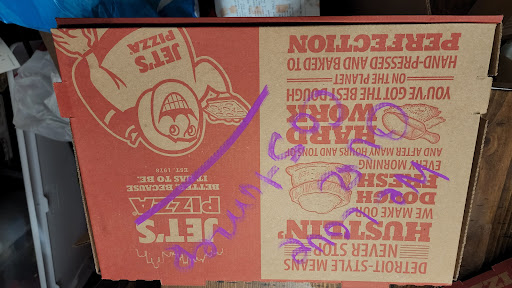 DETROIT-STYLE MEANS
NEVER STOP
HUSTLIN'
WE MAKE OUR
DOUGH
FRESH
EVERY MORNING
AND AFTER MANY HOURS AND TONS OF
HARD
WORK
YOU'VE GOT THE BEST DOUGH
ON THE PLANET
HAND-PRESSED AND BAKED TO
PERFECTION
JET'S
PIZZA
BETTER BECAUSE
IT HAS TO BE.
EST. 1978
JET'S
PIZZA